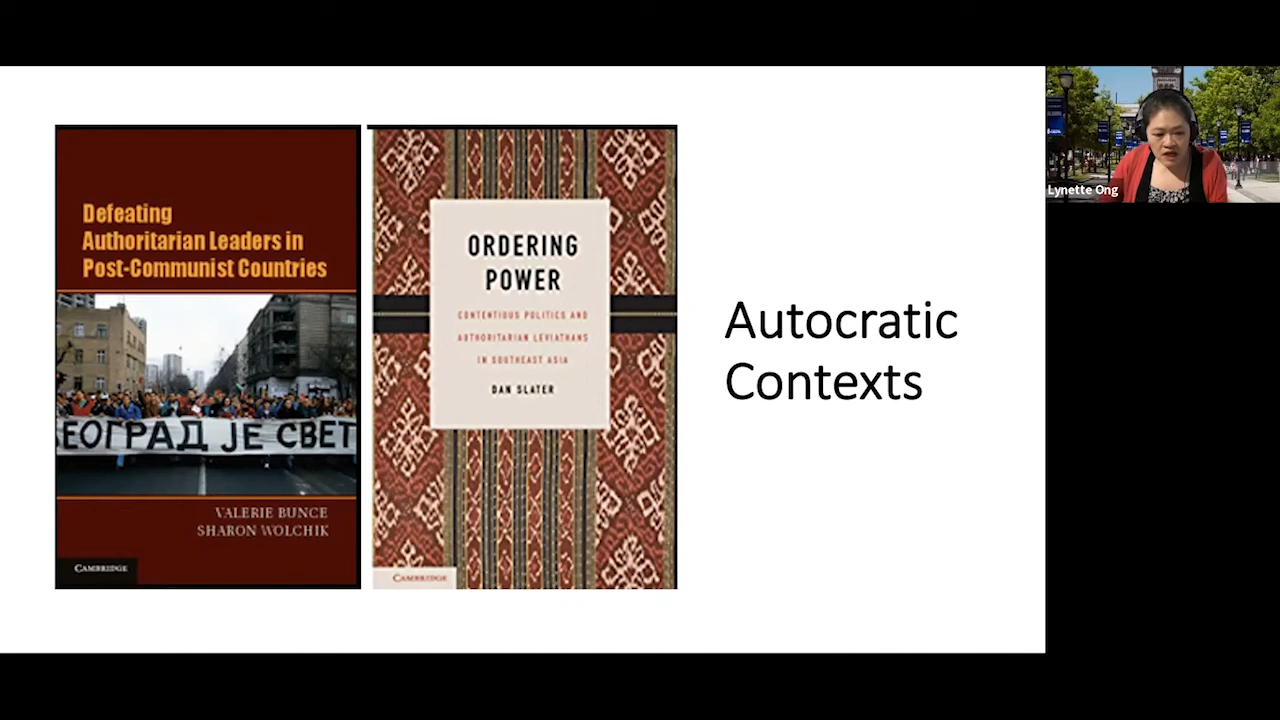 Defeating
Authoritarian Leaders in
Post-Communist Countries
ЕОГРАД ЈЕ СВЕТ
VALERIE BUNCE
SHARON WOLCHIK
CAMBRIDGE
ORDERING
POWER
CONTENTIOUS POLITICS AND
AUTHORITARIAN LEVIATHANS
IN SOUTHEAST ASIA
DAN SLATER
CAMBRIDGE
Autocratic
Contexts
Lynette Ong